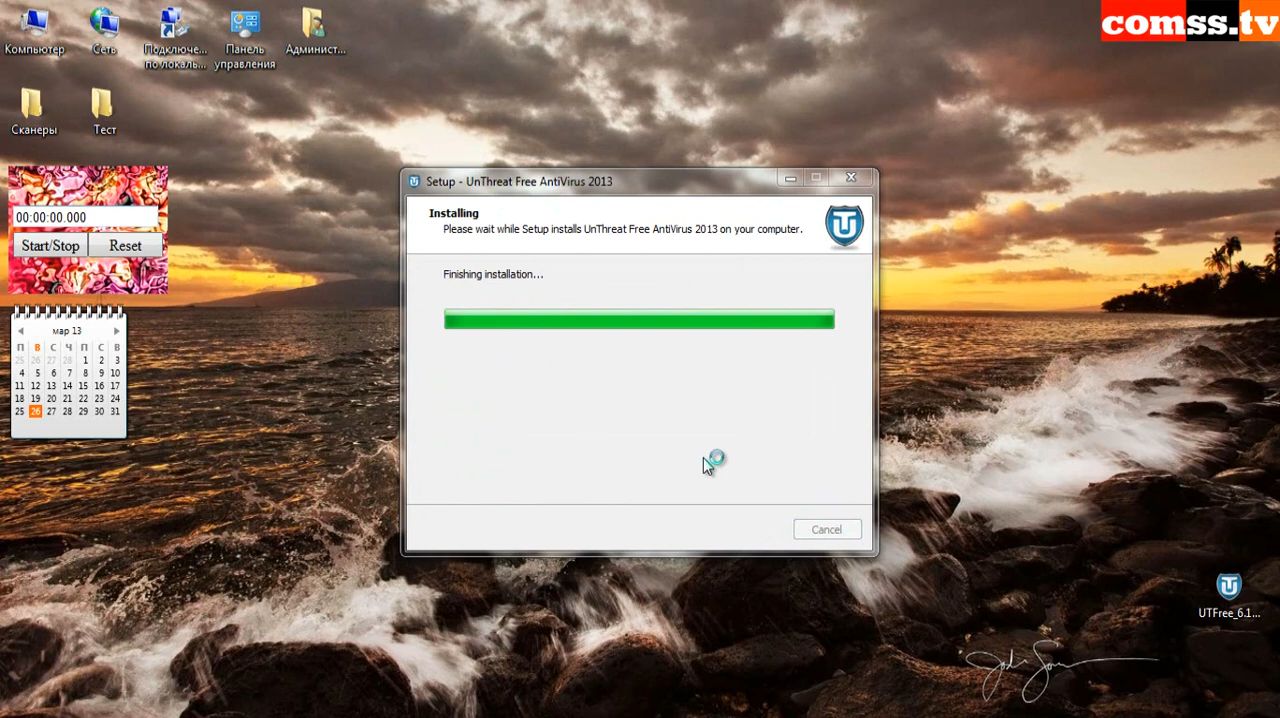 comss.tv
Компьютер
Сеть
Подключе...
по локаль...
Панель
управления
Админист...
Сканеры
Тест
00:00:00.000
Start/Stop
Reset
мар 13
П В С Ч П С В
25 26 27 28 1 2 3
4 5 6 7 8 9 10
11 12 13 14 15 16 17
18 19 20 21 22 23 24
25 26 27 28 29 30 31
Setup - UnThreat Free AntiVirus 2013
Installing
Please wait while Setup installs UnThreat Free AntiVirus 2013 on your computer.
Finishing installation...
Cancel
UTFree_6.1...